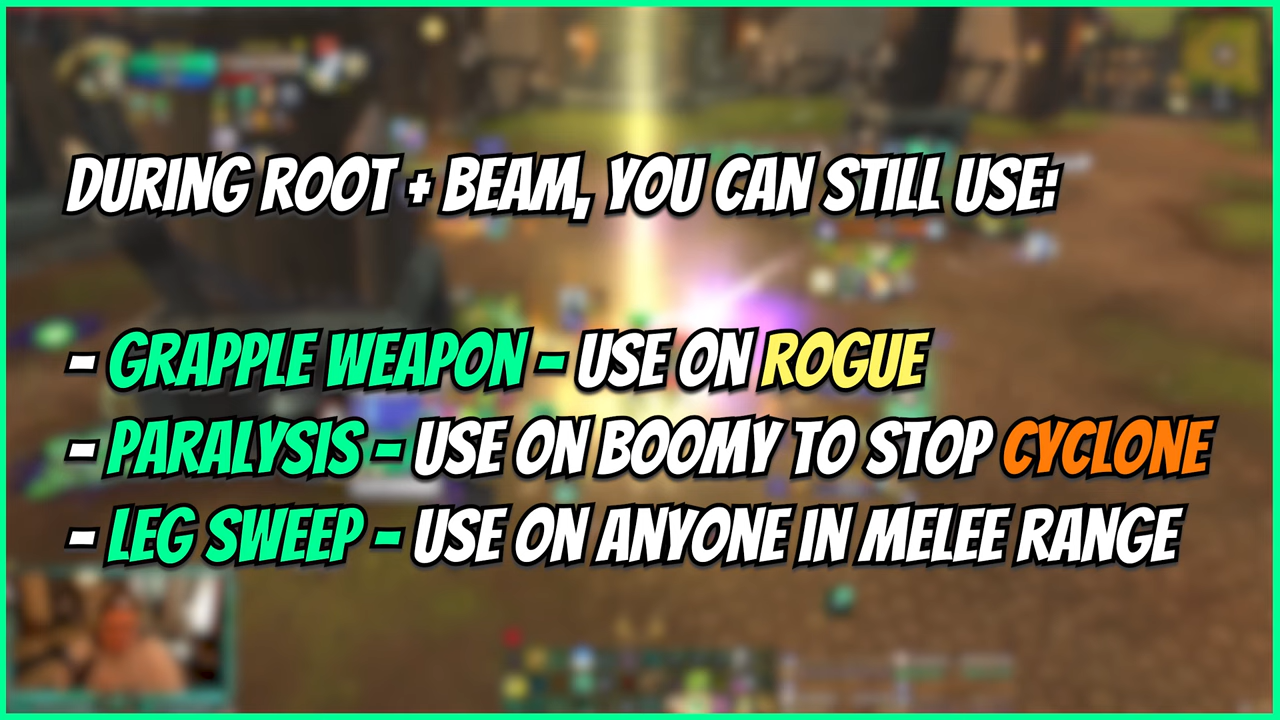 DURING ROOT + BEAM, YOU CAN STILL USE:
- GRAPPLE WEAPON - USE ON ROGUE
- PARALYSIS - USE ON BOOMY TO STOP CYCLONE
- LEG SWEEP - USE ON ANYONE IN MELEE RANGE